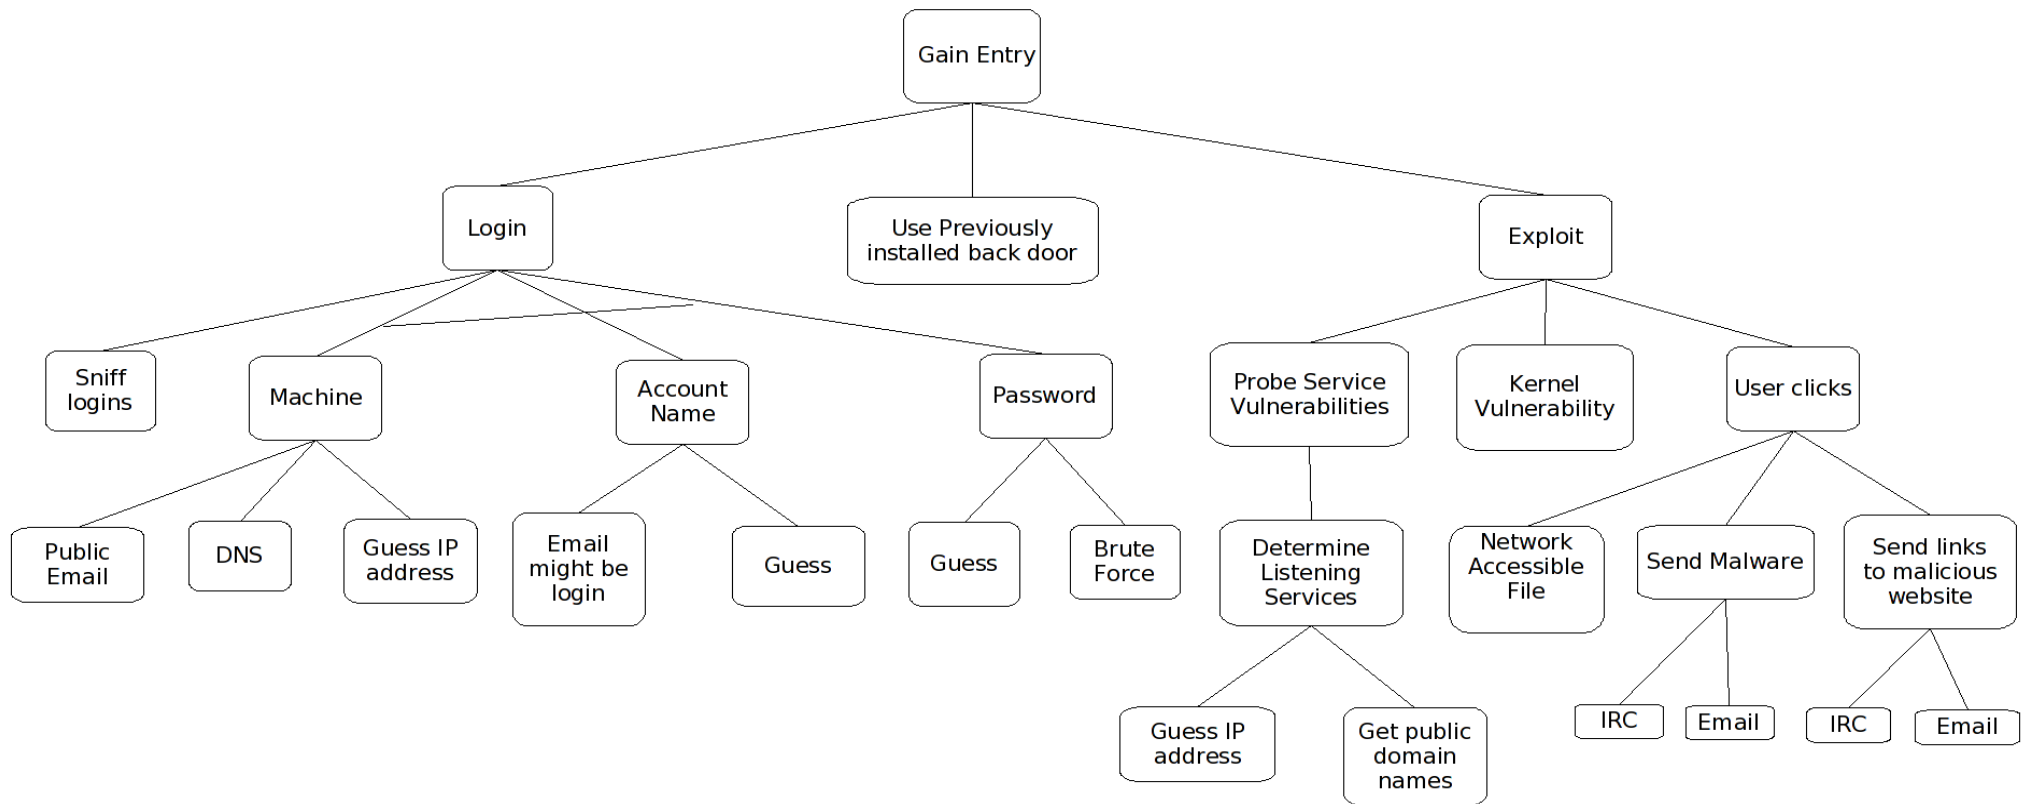 Gain Entry
Login
Use Previously
installed back door
Exploit
Sniff
logins
Machine
Account
Name
Password
Probe Service
Vulnerabilities
Kernel
Vulnerability
User clicks
Public
Email
DNS
Guess IP
address
Email
might be
login
Guess
Guess
Brute
Force
Determine
Listening
Services
Network
Accessible
File
Send Malware
Send links
to malicious
website
Guess IP
address
Get public
domain
names
IRC
Email
IRC
Email